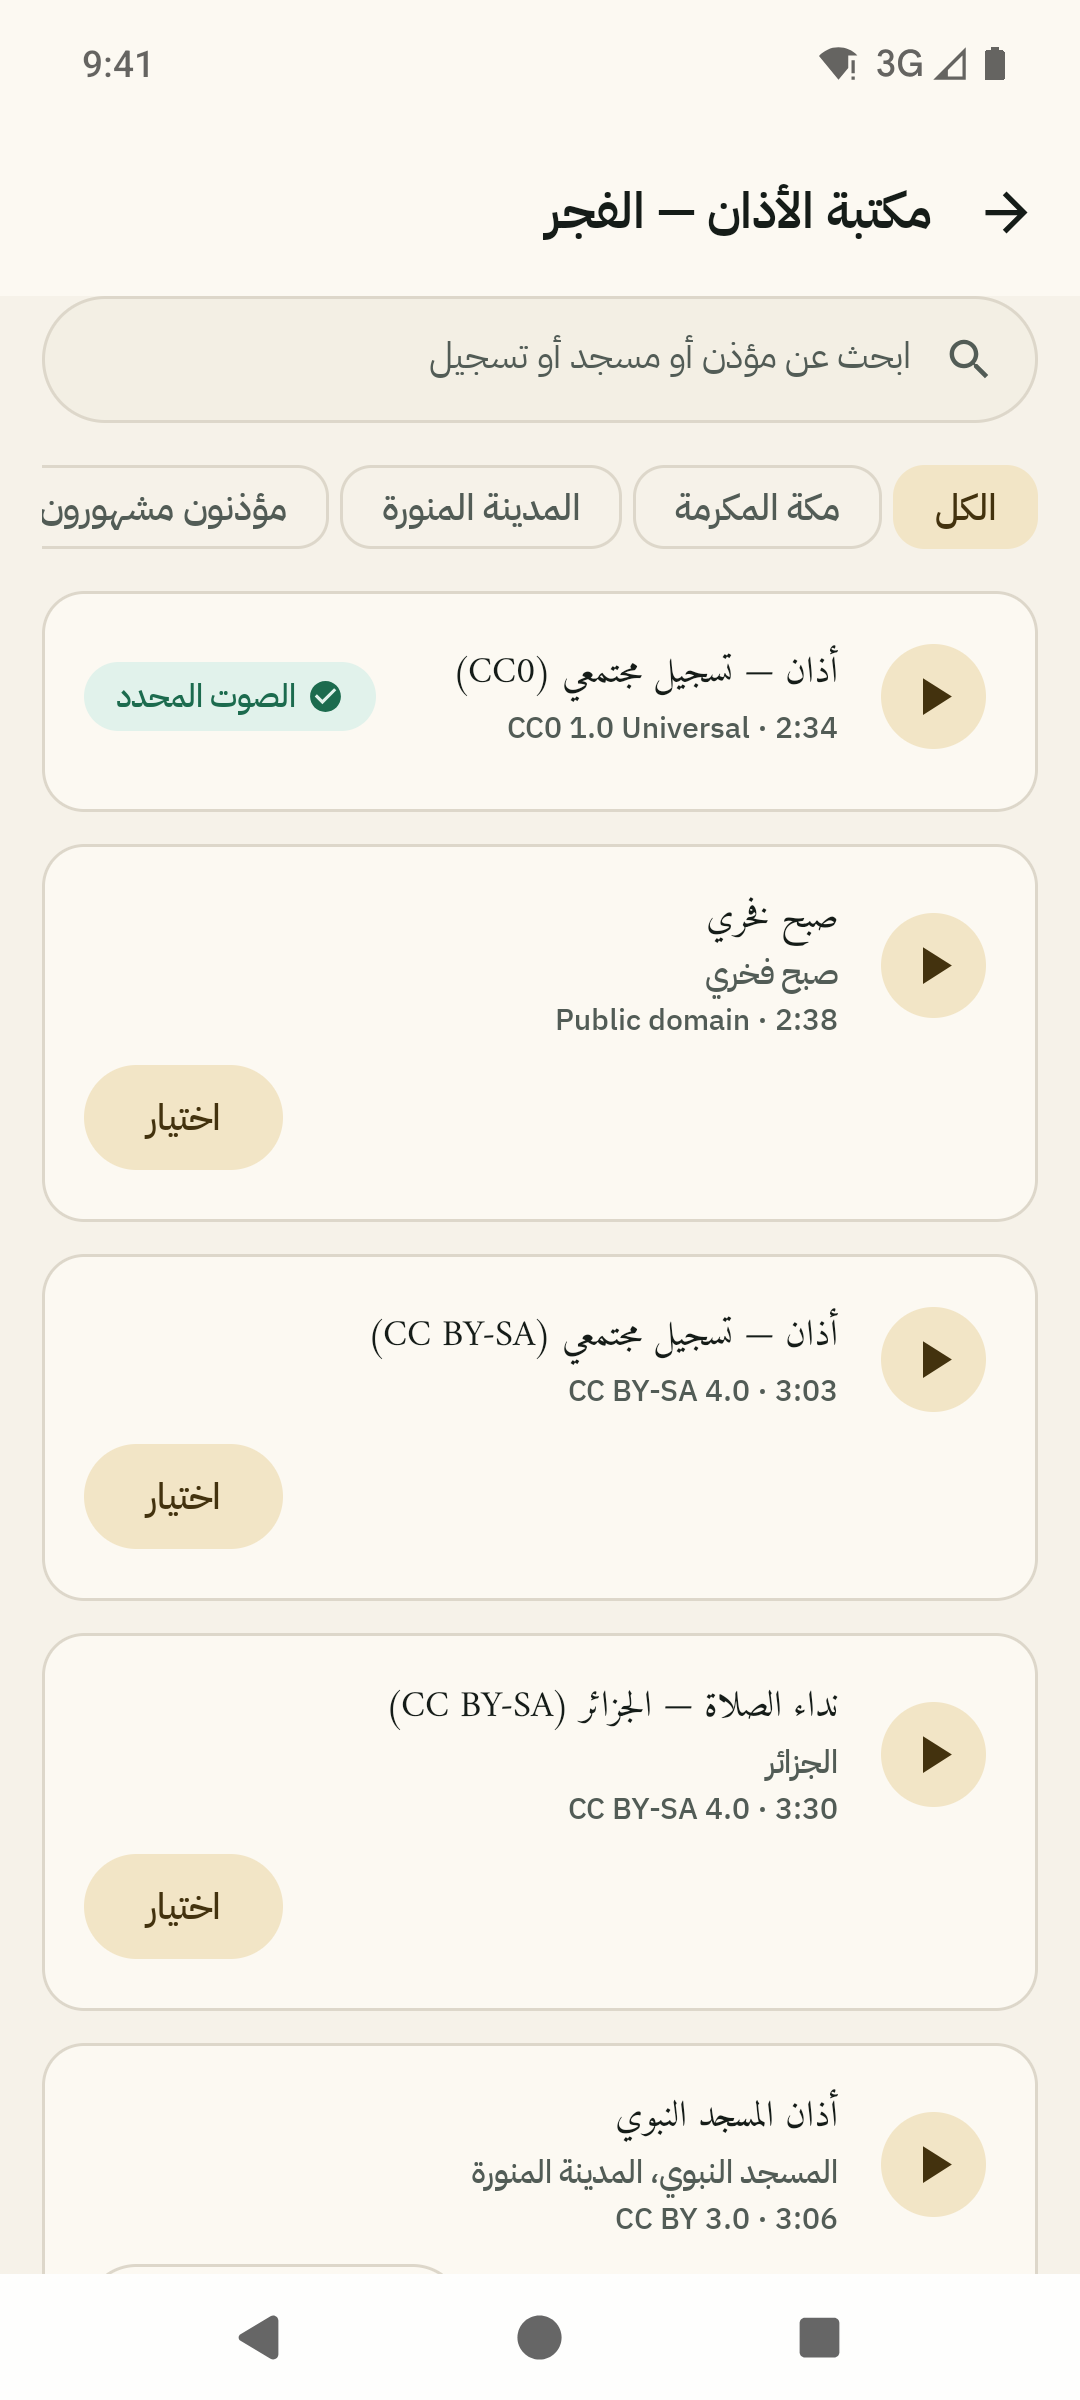 9:41
3G
مكتبة الأذان — الفجر
ابحث عن مؤذن أو مسجد أو تسجيل
الكل
مكة المكرمة
المدينة المنورة
مؤذنون مشهورون
أذان — تسجيل مجتمعي (CC0)
CC0 1.0 Universal · 2:34
الصوت المحدد
صبح فخري
صبح فخري
Public domain · 2:38
اختيار
أذان — تسجيل مجتمعي (CC BY-SA)
CC BY-SA 4.0 · 3:03
اختيار
نداء الصلاة — الجزائر (CC BY-SA)
الجزائر
CC BY-SA 4.0 · 3:30
اختيار
أذان المسجد النبوي
المسجد النبوي، المدينة المنورة
CC BY 3.0 · 3:06